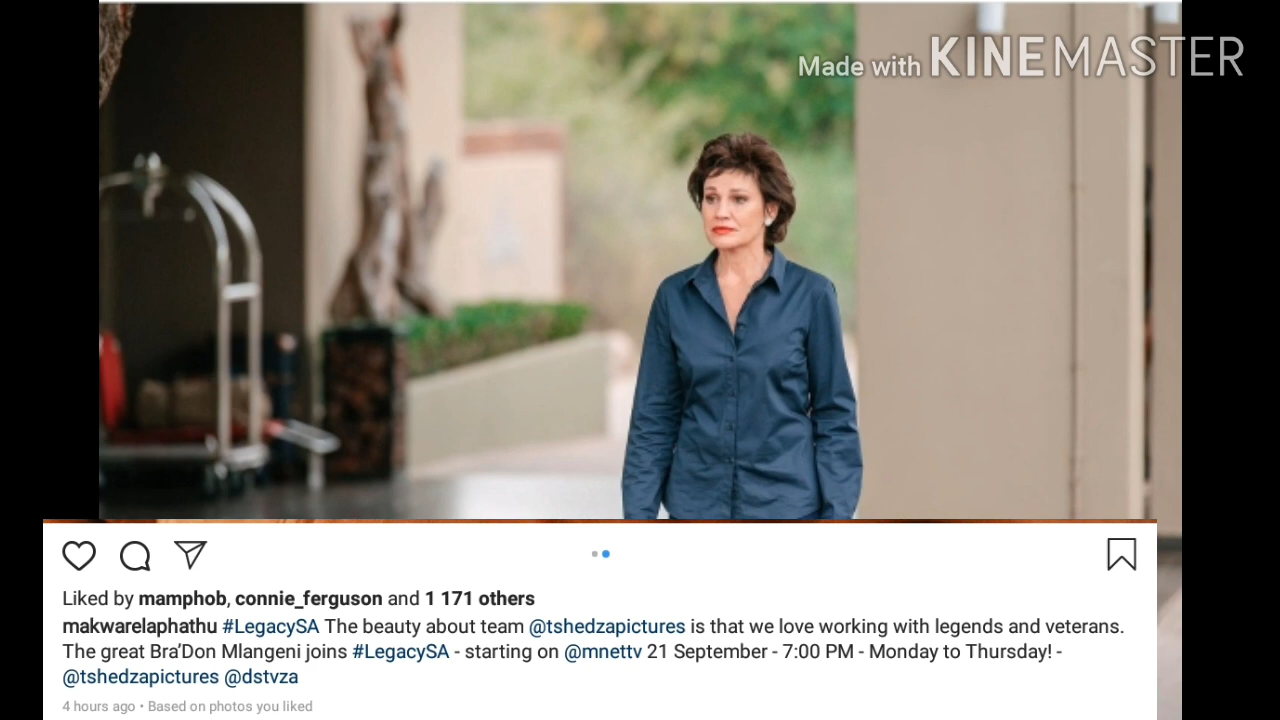 Made with KINEMASTER
Liked by mamphob, connie_ferguson and 1 171 others
makwarelaphathu #LegacySA The beauty about team @tshedzapictures is that we love working with legends and veterans.
The great Bra’Don Mlangeni joins #LegacySA - starting on @mnettv 21 September - 7:00 PM - Monday to Thursday! -
@tshedzapictures @dstvza
4 hours ago • Based on photos you liked